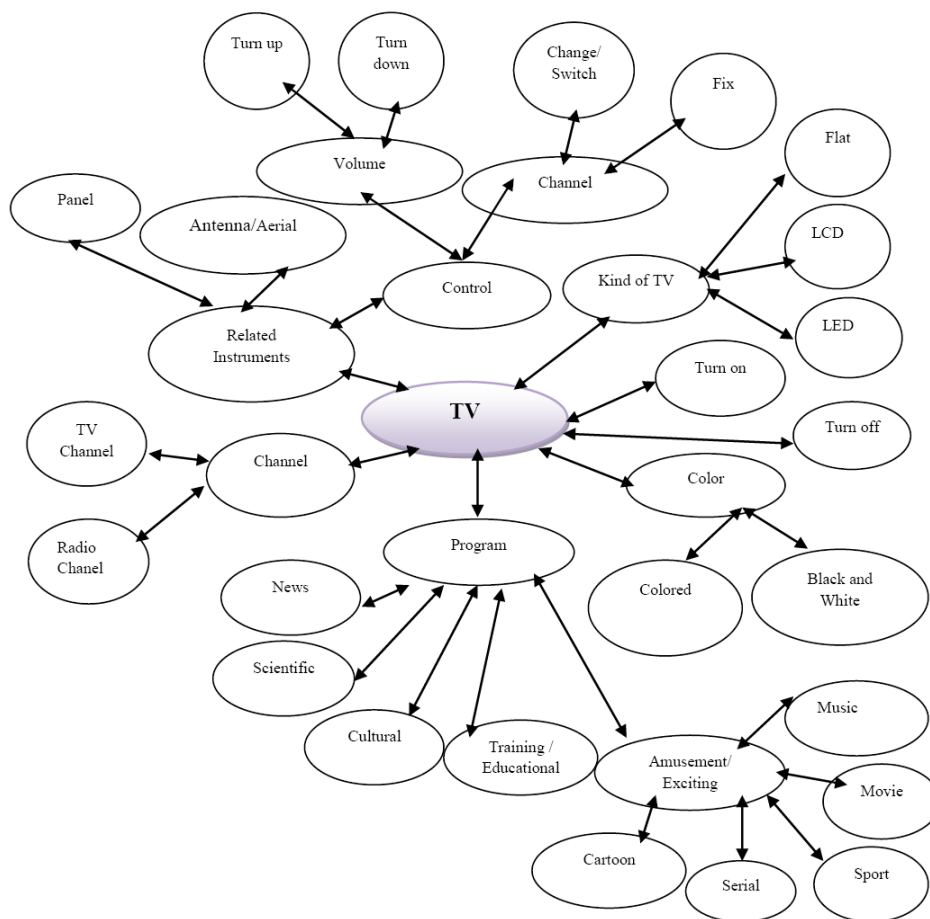 Turn up
Turn
down
Change/
Switch
Fix
Flat
Volume
Channel
Panel
Antenna/Aerial
LCD
Control
Kind of TV
LED
Related
Instruments
Turn on
TV
Turn off
TV
Channel
Channel
Color
Radio
Chanel
Program
News
Colored
Black and
White
Scientific
Cultural
Training /
Educational
Amusement/
Exciting
Music
Movie
Cartoon
Serial
Sport